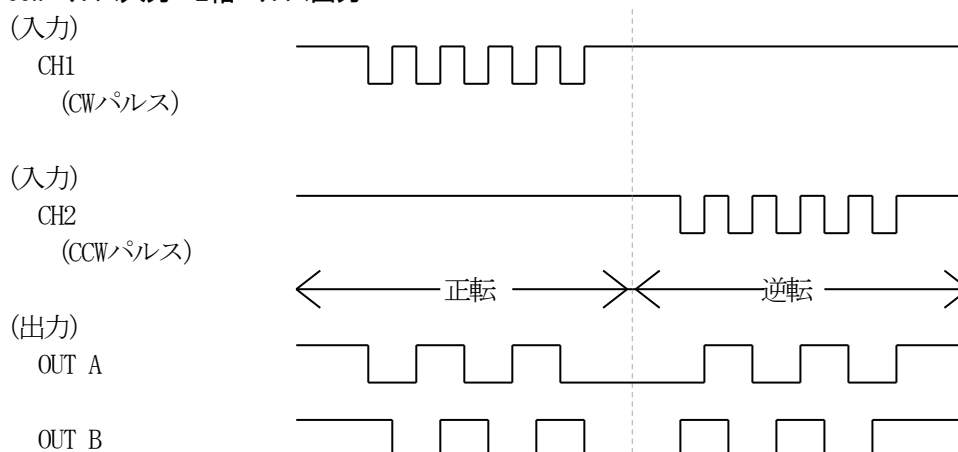 (入力)
CH1
(CWパルス)
(入力)
CH2
(CCWパルス)
正転
逆転
(出力)
OUT A
OUT B